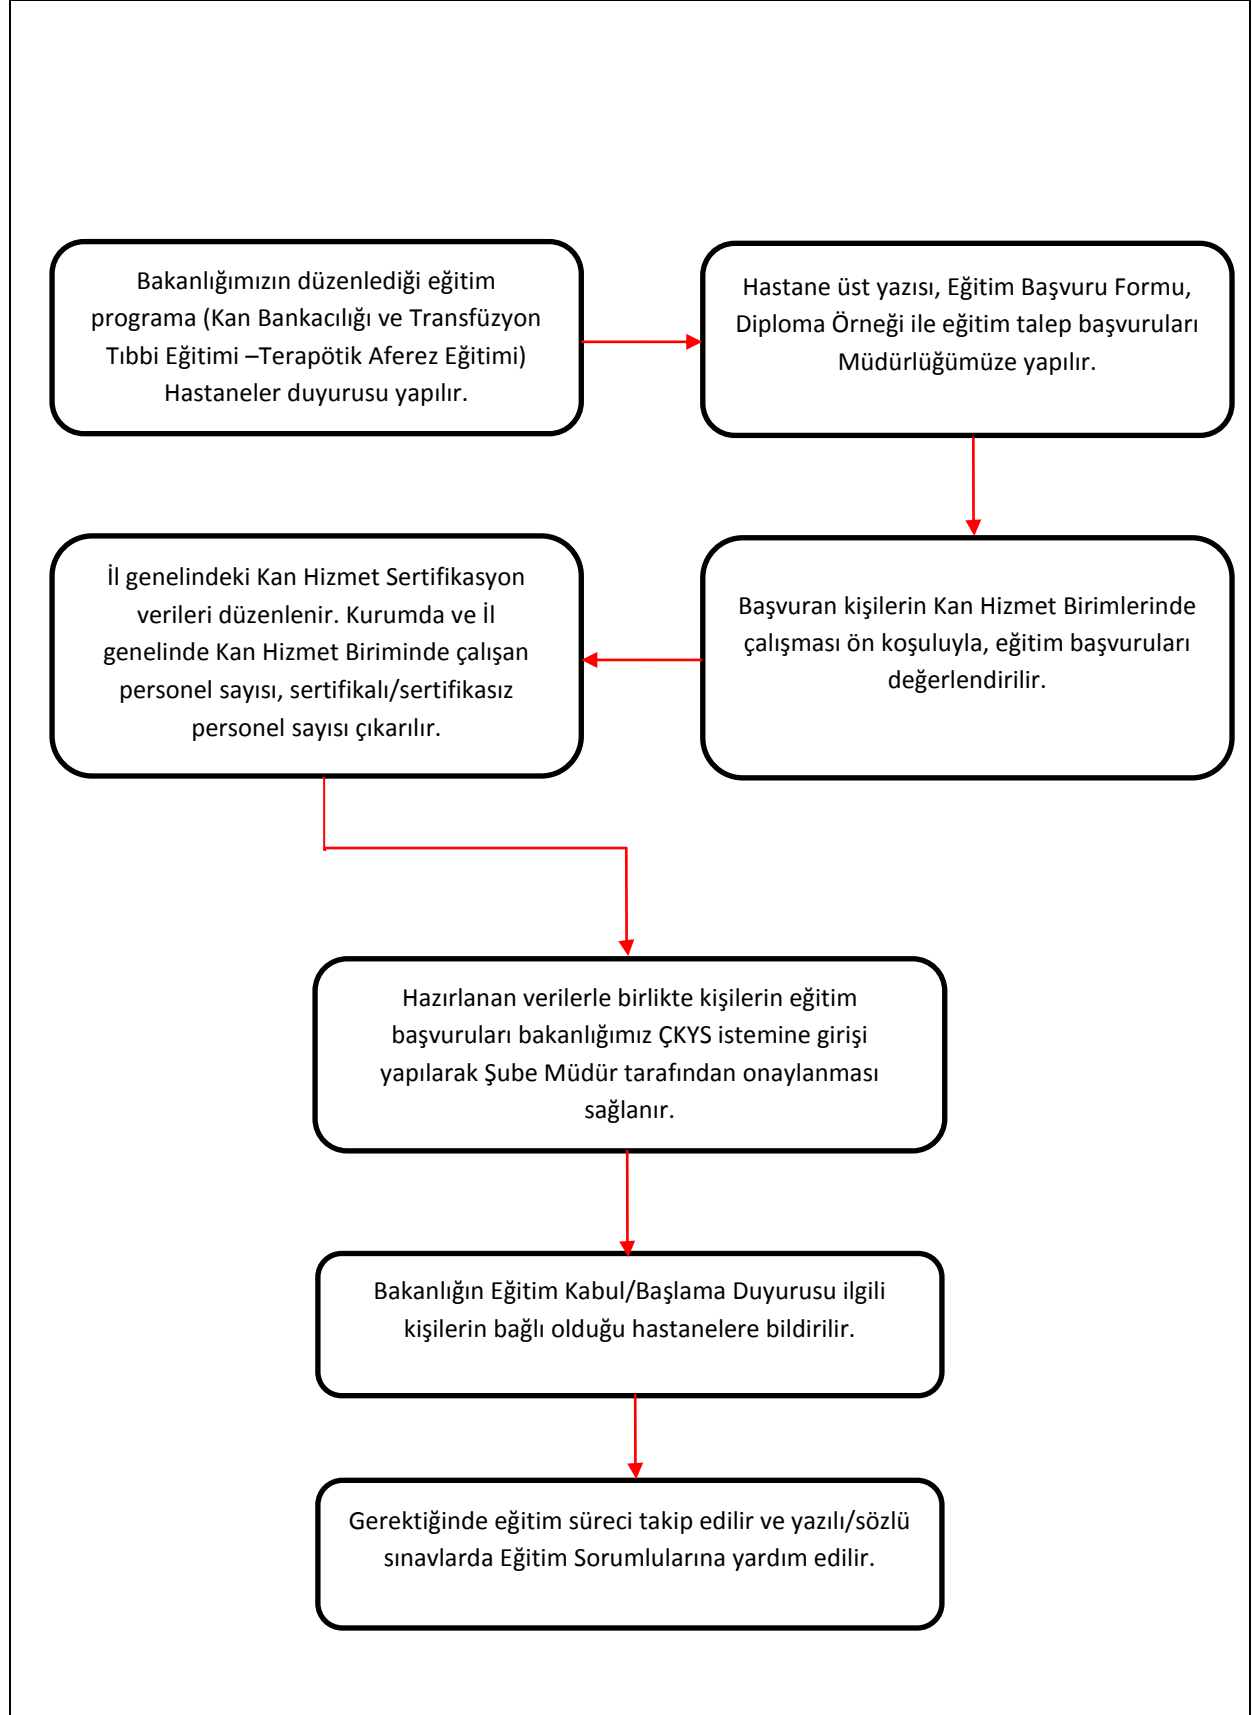 Bakanlığımızın düzenlediği eğitim
programa (Kan Bankacılığı ve Transfüzyon
Tıbbi Eğitimi –Terapötik Aferez Eğitimi)
Hastaneler duyurusu yapılır.
Hastane üst yazısı, Eğitim Başvuru Formu,
Diploma Örneği ile eğitim talep başvuruları
Müdürlüğümüze yapılır.
Başvuran kişilerin Kan Hizmet Birimlerinde
çalışması ön koşuluyla, eğitim başvuruları
değerlendirilir.
İl genelindeki Kan Hizmet Sertifikasyon
verileri düzenlenir. Kurumda ve İl
genelinde Kan Hizmet Biriminde çalışan
personel sayısı, sertifikalı/sertifikasız
personel sayısı çıkarılır.
Hazırlanan verilerle birlikte kişilerin eğitim
başvuruları bakanlığımız ÇKYS istemine girişi
yapılarak Şube Müdür tarafından onaylanması
sağlanır.
Bakanlığın Eğitim Kabul/Başlama Duyurusu ilgili
kişilerin bağlı olduğu hastanelere bildirilir.
Gerektiğinde eğitim süreci takip edilir ve yazılı/sözlü
sınavlarda Eğitim Sorumlularına yardım edilir.